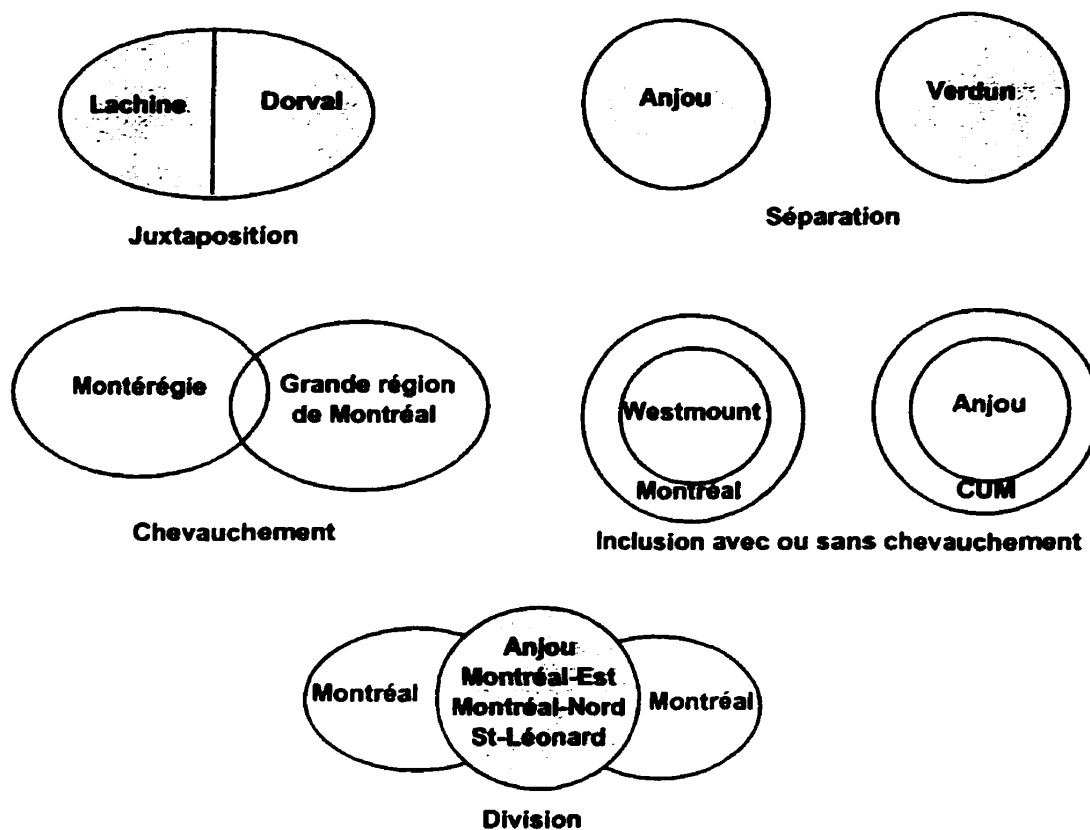 Lachine
Dorval
Juxtaposition
Anjou
Verdun
Séparation
Montérégie
Grande région
de Montréal
Chevauchement
Westmount
Montréal
Anjou
CUM
Inclusion avec ou sans chevauchement
Montréal
Anjou
Montréal-Est
Montréal-Nord
St-Léonard
Montréal
Division